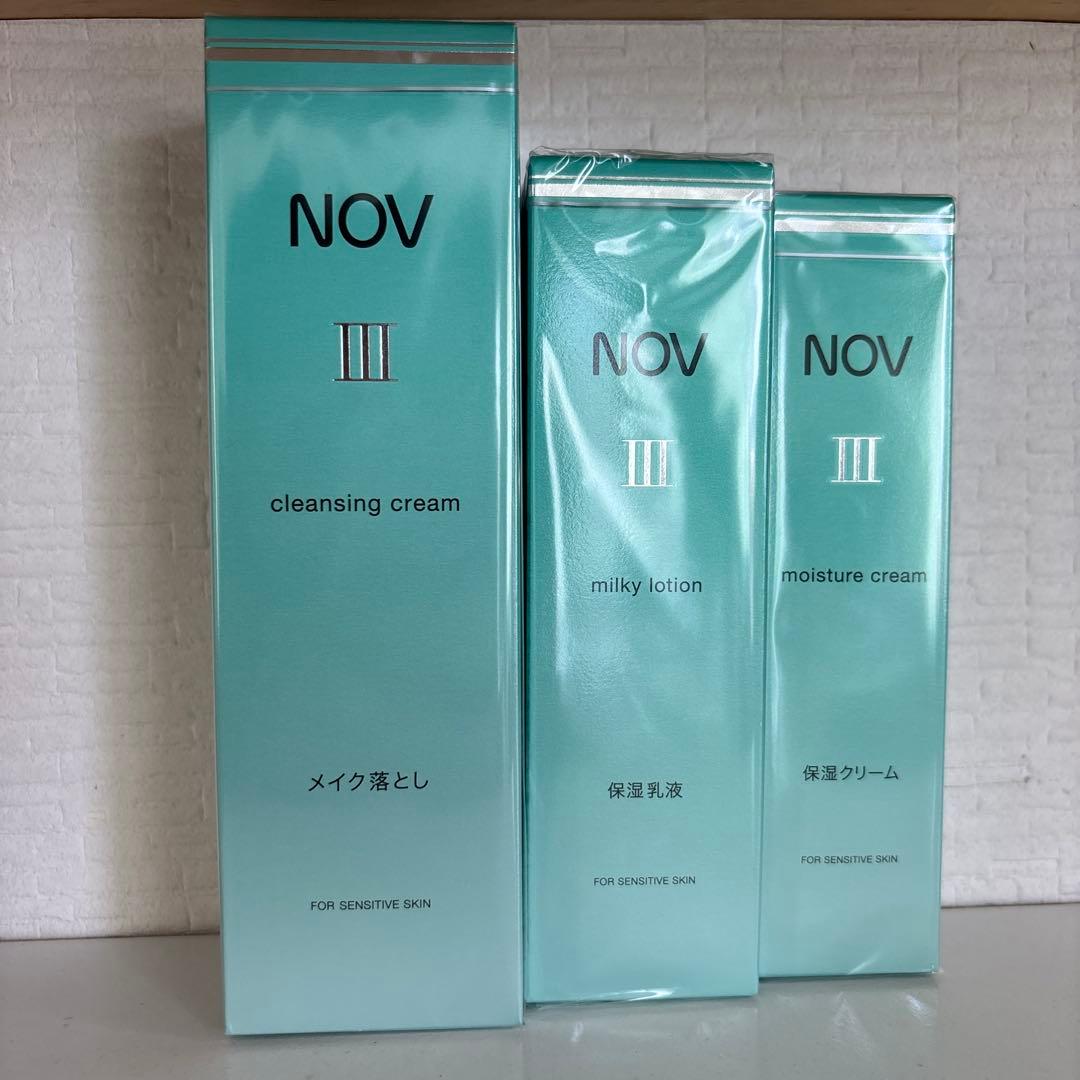 NOV
III
cleansing cream
メイク落とし
FOR SENSITIVE SKIN
NOV
III
milky lotion
保湿乳液
FOR SENSITIVE SKIN
NOV
III
moisture cream
保湿クリーム
FOR SENSITIVE SKIN